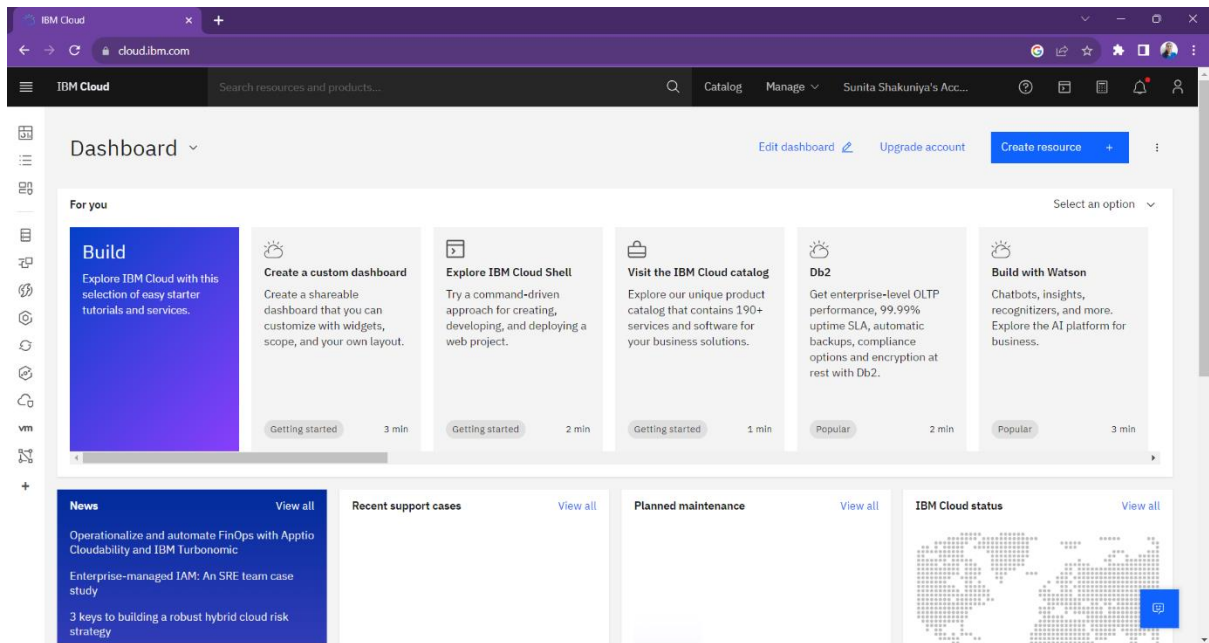 IBM Cloud
cloud.ibm.com
IBM Cloud
Search resources and products...
Catalog
Manage
Sunita Shakuniya's Acc...
Dashboard
Edit dashboard
Upgrade account
Create resource +
For you
Select an option
Build
Explore IBM Cloud with this
selection of easy starter
tutorials and services.
Create a custom dashboard
Create a shareable
dashboard that you can
customize with widgets,
scope, and your own layout.
Getting started
3 min
Explore IBM Cloud Shell
Try a command-driven
approach for creating,
developing, and deploying a
web project.
Getting started
2 min
Visit the IBM Cloud catalog
Explore our unique product
catalog that contains 190+
services and software for
your business solutions.
Getting started
1 min
Db2
Get enterprise-level OLTP
performance, 99.99%
uptime SLA, automatic
backups, compliance
options and encryption at
rest with Db2.
Popular
2 min
Build with Watson
Chatbots, insights,
recognitizers, and more.
Explore the AI platform for
business.
Popular
3 min
vm
News
View all
Operationalize and automate FinOps with Apptio
Cloudability and IBM Turbonomic
Enterprise-managed IAM: An SRE team case
study
3 keys to building a robust hybrid cloud risk
strategy
Recent support cases
View all
Planned maintenance
View all
IBM Cloud status
View all